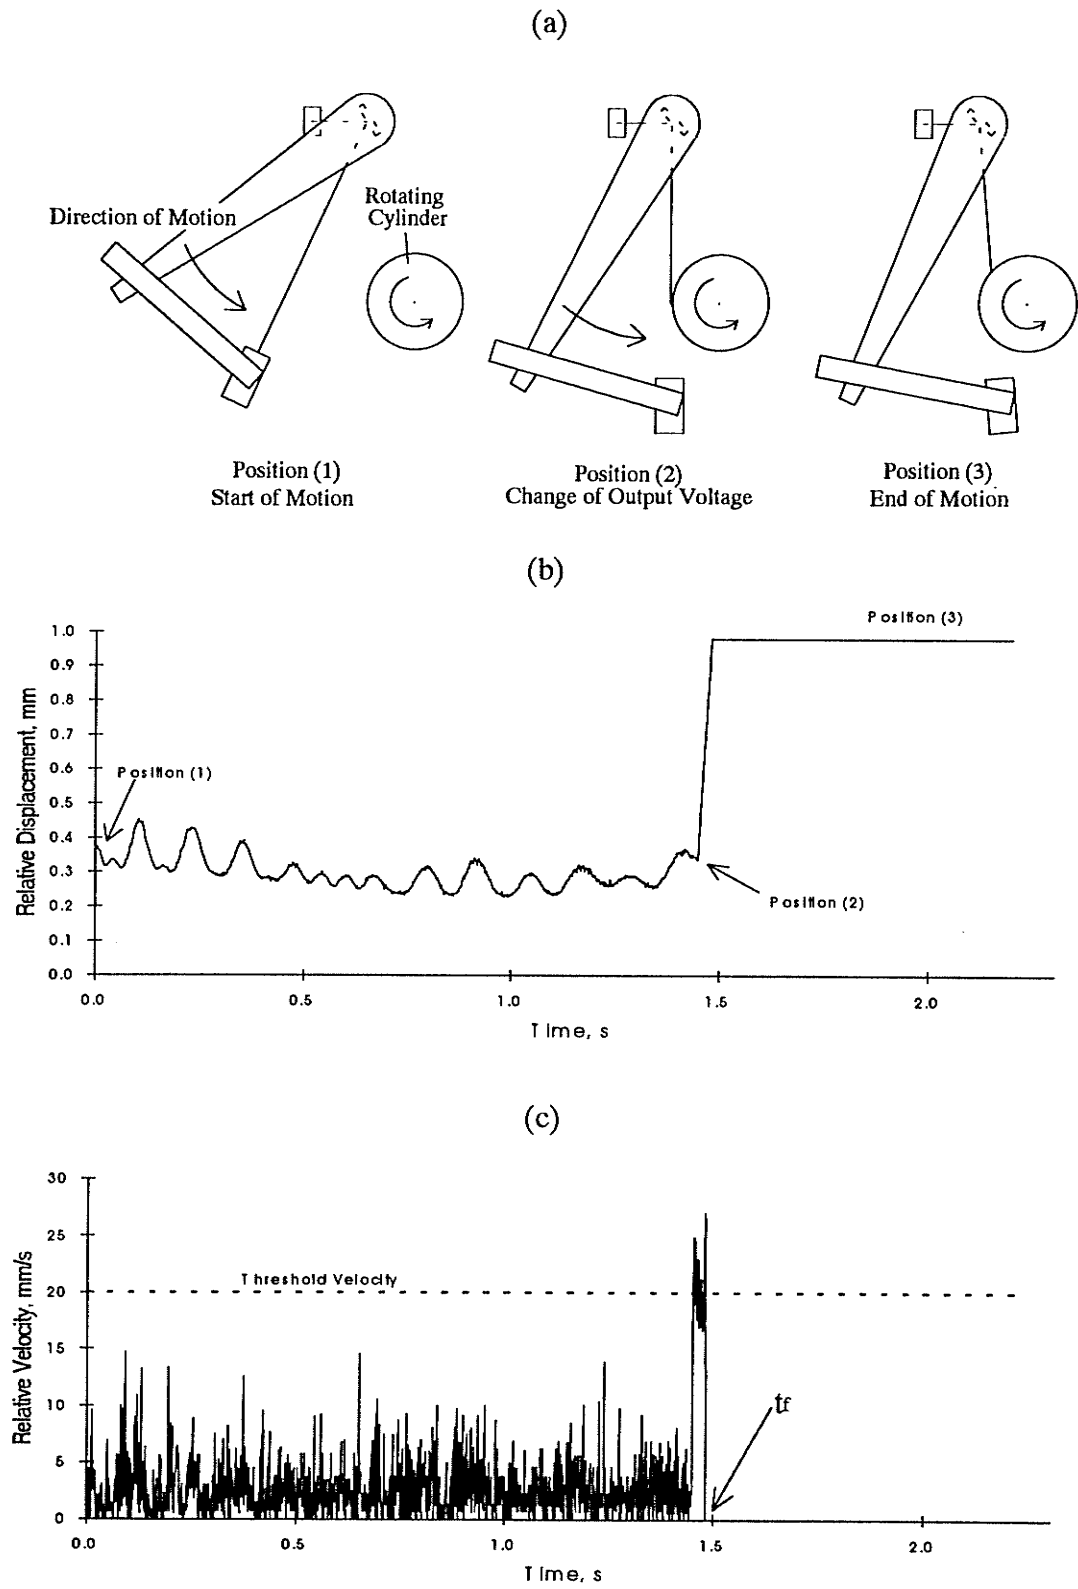 (a)
Direction of Motion
Rotating
Cylinder
Position (1)
Start of Motion
Position (2)
Change of Output Voltage
Position (3)
End of Motion
(b)
Relative Displacement, mm
1.0
0.9
0.8
0.7
0.6
0.5
0.4
0.3
0.2
0.1
0.0
Position (1)
Position (2)
Position (3)
0.0
0.5
1.0
1.5
2.0
Time, s
(c)
Relative Velocity, mm/s
30
25
20
15
10
5
0
Threshold Velocity
tf
0.0
0.5
1.0
1.5
2.0
Time, s